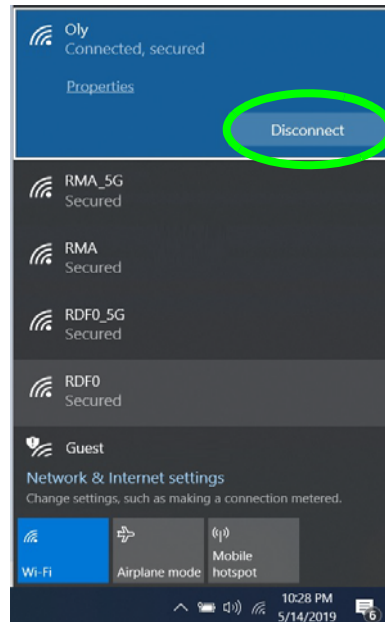 Oly
Connected, secured
Properties
Disconnect
RMA_5G
Secured
RMA
Secured
RDF0_5G
Secured
RDF0
Secured
Guest
Network & Internet settings
Change settings, such as making a connection metered.
Wi-Fi
Airplane mode
Mobile
hotspot
10:28 PM
5/14/2019
6